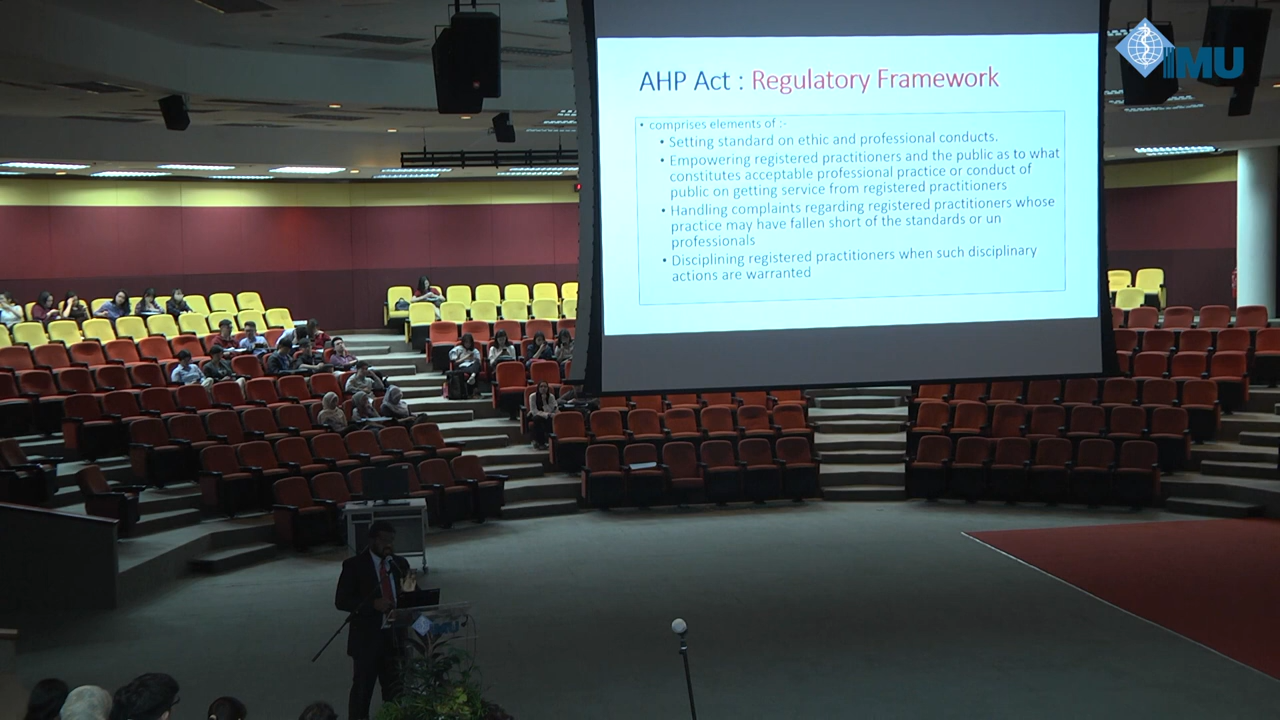 AHP Act : Regulatory Framework
• comprises elements of :-
• Setting standard on ethic and professional conducts.
• Empowering registered practitioners and the public as to what
constitutes acceptable professional practice or conduct of
public on getting service from registered practitioners
• Handling complaints regarding registered practitioners whose
practice may have fallen short of the standards or un
professionals
• Disciplining registered practitioners when such disciplinary
actions are warranted
IMU
IMU